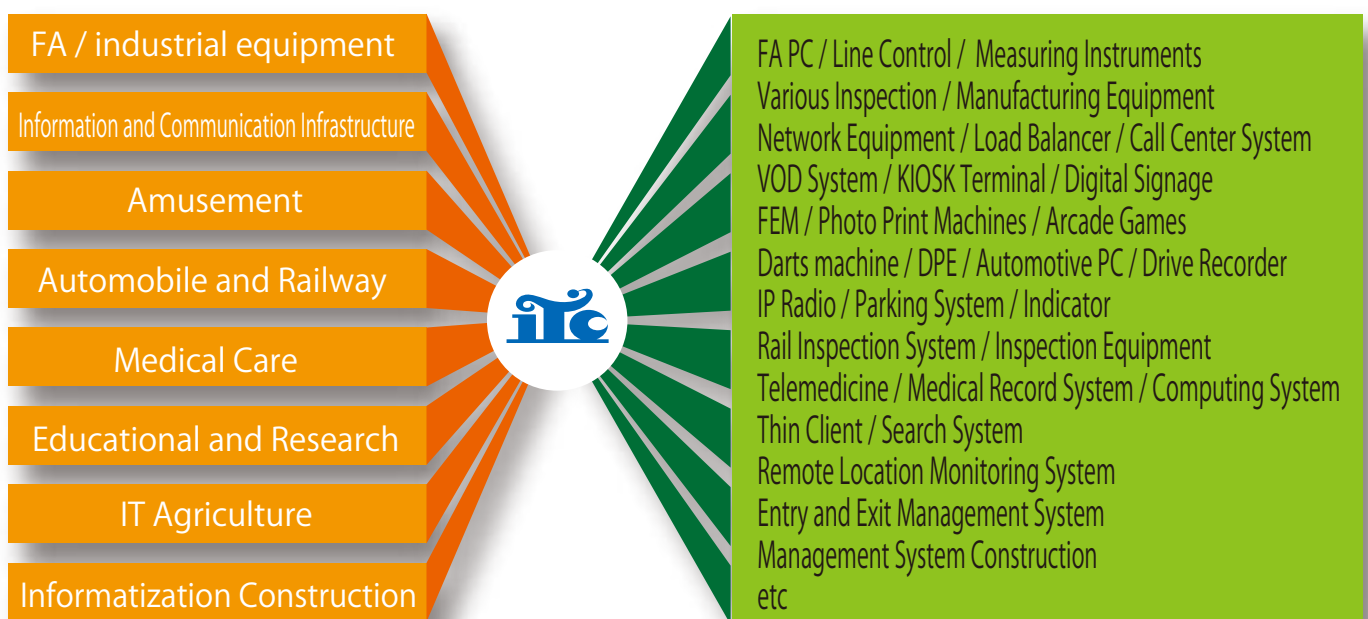 FA / industrial equipment
Information and Communication Infrastructure
Amusement
Automobile and Railway
Medical Care
Educational and Research
IT Agriculture
Informatization Construction
iTc
FA PC / Line Control / Measuring Instruments
Various Inspection / Manufacturing Equipment
Network Equipment / Load Balancer / Call Center System
VOD System / KIOSK Terminal / Digital Signage
FEM / Photo Print Machines / Arcade Games
Darts machine / DPE / Automotive PC / Drive Recorder
IP Radio / Parking System / Indicator
Rail Inspection System / Inspection Equipment
Telemedicine / Medical Record System / Computing System
Thin Client / Search System
Remote Location Monitoring System
Entry and Exit Management System
Management System Construction
etc